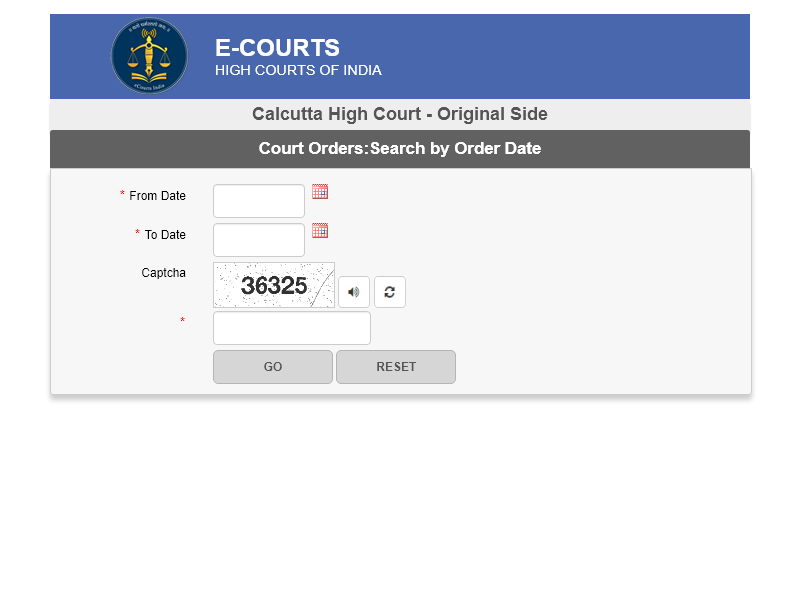 E-COURTS
HIGH COURTS OF INDIA
eCourts India
Calcutta High Court - Original Side
Court Orders:Search by Order Date
* From Date
* To Date
Captcha
36325
*
GO
RESET